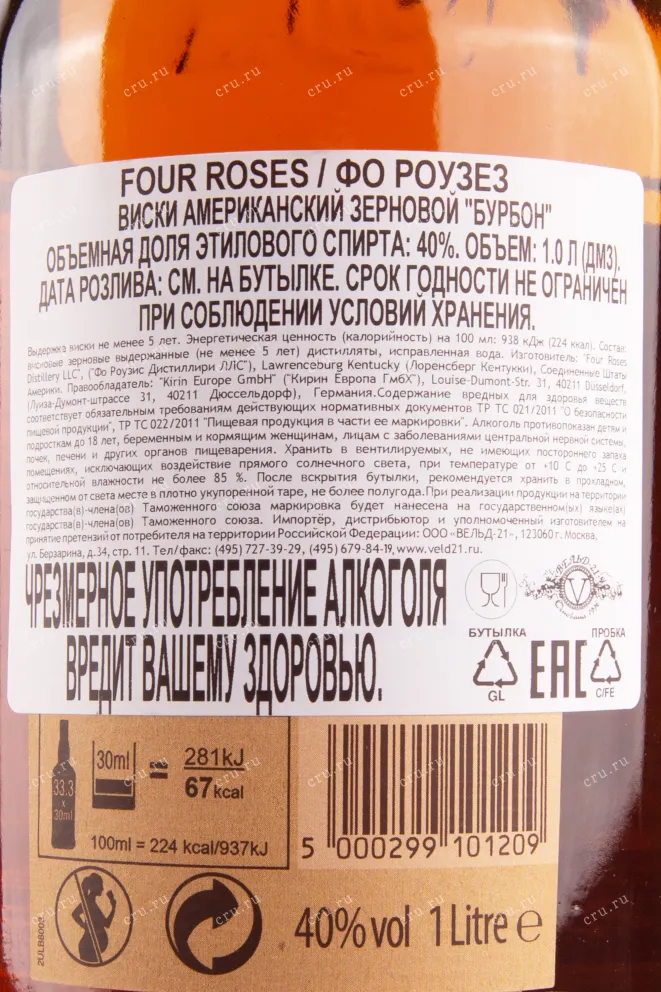 FOUR ROSES / ФО РОУЗЕЗ
ВИСКИ АМЕРИКАНСКИЙ ЗЕРНОВОЙ "БУРБОН"
ОБЪЕМНАЯ ДОЛЯ ЭТИЛОВОГО СПИРТА: 40%. ОБЪЕМ: 1.0 Л (ДМ3).
ДАТА РОЗЛИВА: СМ. НА БУТЫЛКЕ. СРОК ГОДНОСТИ НЕ ОГРАНИЧЕН
ПРИ СОБЛЮДЕНИИ УСЛОВИЙ ХРАНЕНИЯ.
Выдержка виски не менее 5 лет. Энергетическая ценность (калорийность) на 100 мл: 938 кДж (224 ккал). Состав:
висковые зерновые выдержанные (не менее 5 лет) дистилляты, исправленная вода. Изготовитель: "Four Roses
Distillery LLC", ("Фо Роузис Дистиллири ЛЛС"), Lawrenceburg Kentucky (Лоренсберг Кентукки), Соединенные Штаты
Америки. Правообладатель: "Kirin Europe GmbH" ("Кирин Европа ГмбХ"), Louise-Dumont-Str. 31, 40211 Düsseldorf,
(Луиза-Думонт-штрассе 31, 40211 Дюссельдорф), Германия.Содержание вредных для здоровья веществ
соответствует обязательным требованиям действующих нормативных документов ТР ТС 021/2011 "О безопасности
пищевой продукции", ТР ТС 022/2011 "Пищевая продукция в части ее маркировки". Алкоголь противопоказан детям и
подросткам до 18 лет, беременным и кормящим женщинам, лицам с заболеваниями центральной нервной системы,
почек, печени и других органов пищеварения. Хранить в вентилируемых, не имеющих постороннего запаха
помещениях, исключающих воздействие прямого солнечного света, при температуре от +10 С до +25 С и
относительной влажности не более 85 %. После вскрытия бутылки, рекомендуется хранить в прохладном,
защищенном от света месте в плотно укупоренной таре, не более полугода.При реализации продукции на территории
государства(в)-члена(ов) Таможенного союза маркировка будет нанесена на государственном(ых) языке(ах)
государства(в)-члена(ов) Таможенного союза. Импортёр, дистрибьютор и уполномоченный изготовителем на
принятие претензий от потребителя на территории Российской Федерации: ООО «ВЕЛЬД-21», 123060 г. Москва,
ул. Берзарина, д.34, стр. 11. Тел/факс: (495) 727-39-29, (495) 679-84-19, www.veld21.ru.
ЧРЕЗМЕРНОЕ УПОТРЕБЛЕНИЕ АЛКОГОЛЯ
ВРЕДИТ ВАШЕМУ ЗДОРОВЬЮ.
ВЕЛЬД-21
V
БУТЫЛКА
ПРОБКА
GL
EAC
C/FE
33.3
x
30ml
30ml = 281kJ
67kcal
100ml = 224 kcal/937kJ
5 000299 101209
40%vol 1 Litre ℮
cru.ru